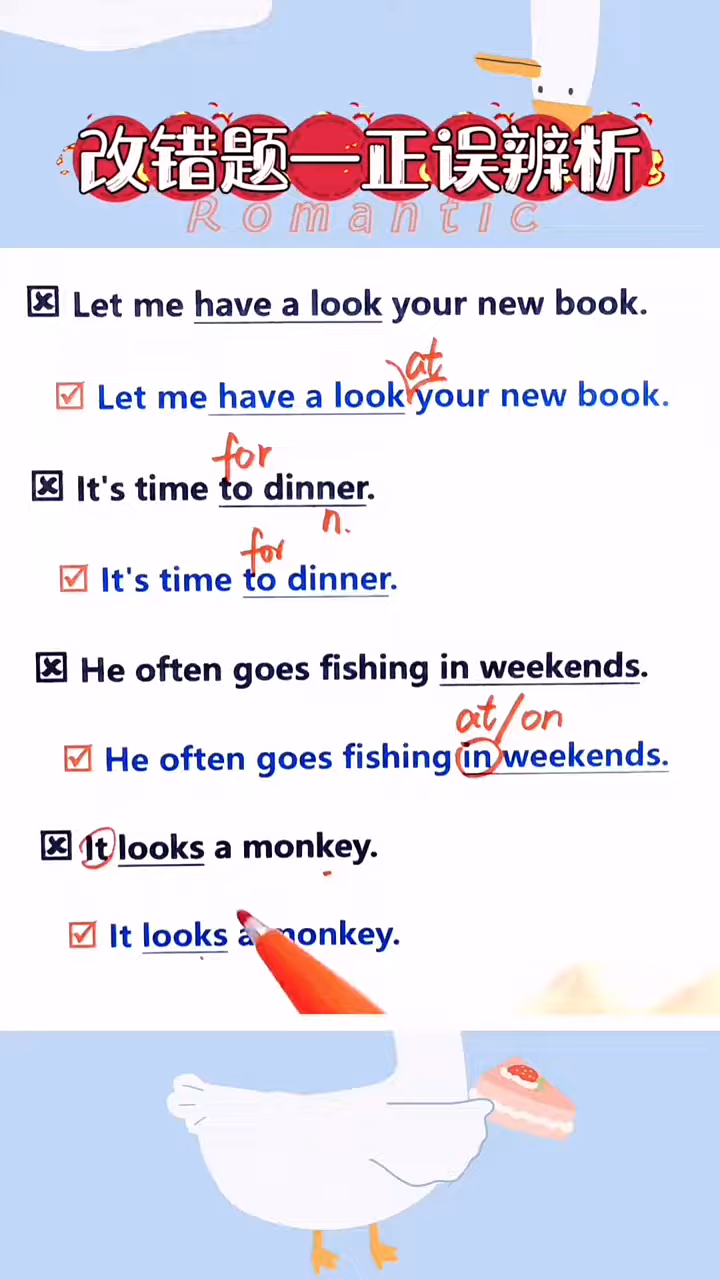 改错题—正误辨析
Romantic
Let me have a look your new book.
at
Let me have a look your new book.
for
It's time to dinner.
n.
for
It's time to dinner.
He often goes fishing in weekends.
at/on
He often goes fishing in weekends.
It looks a monkey.
It looks a monkey.